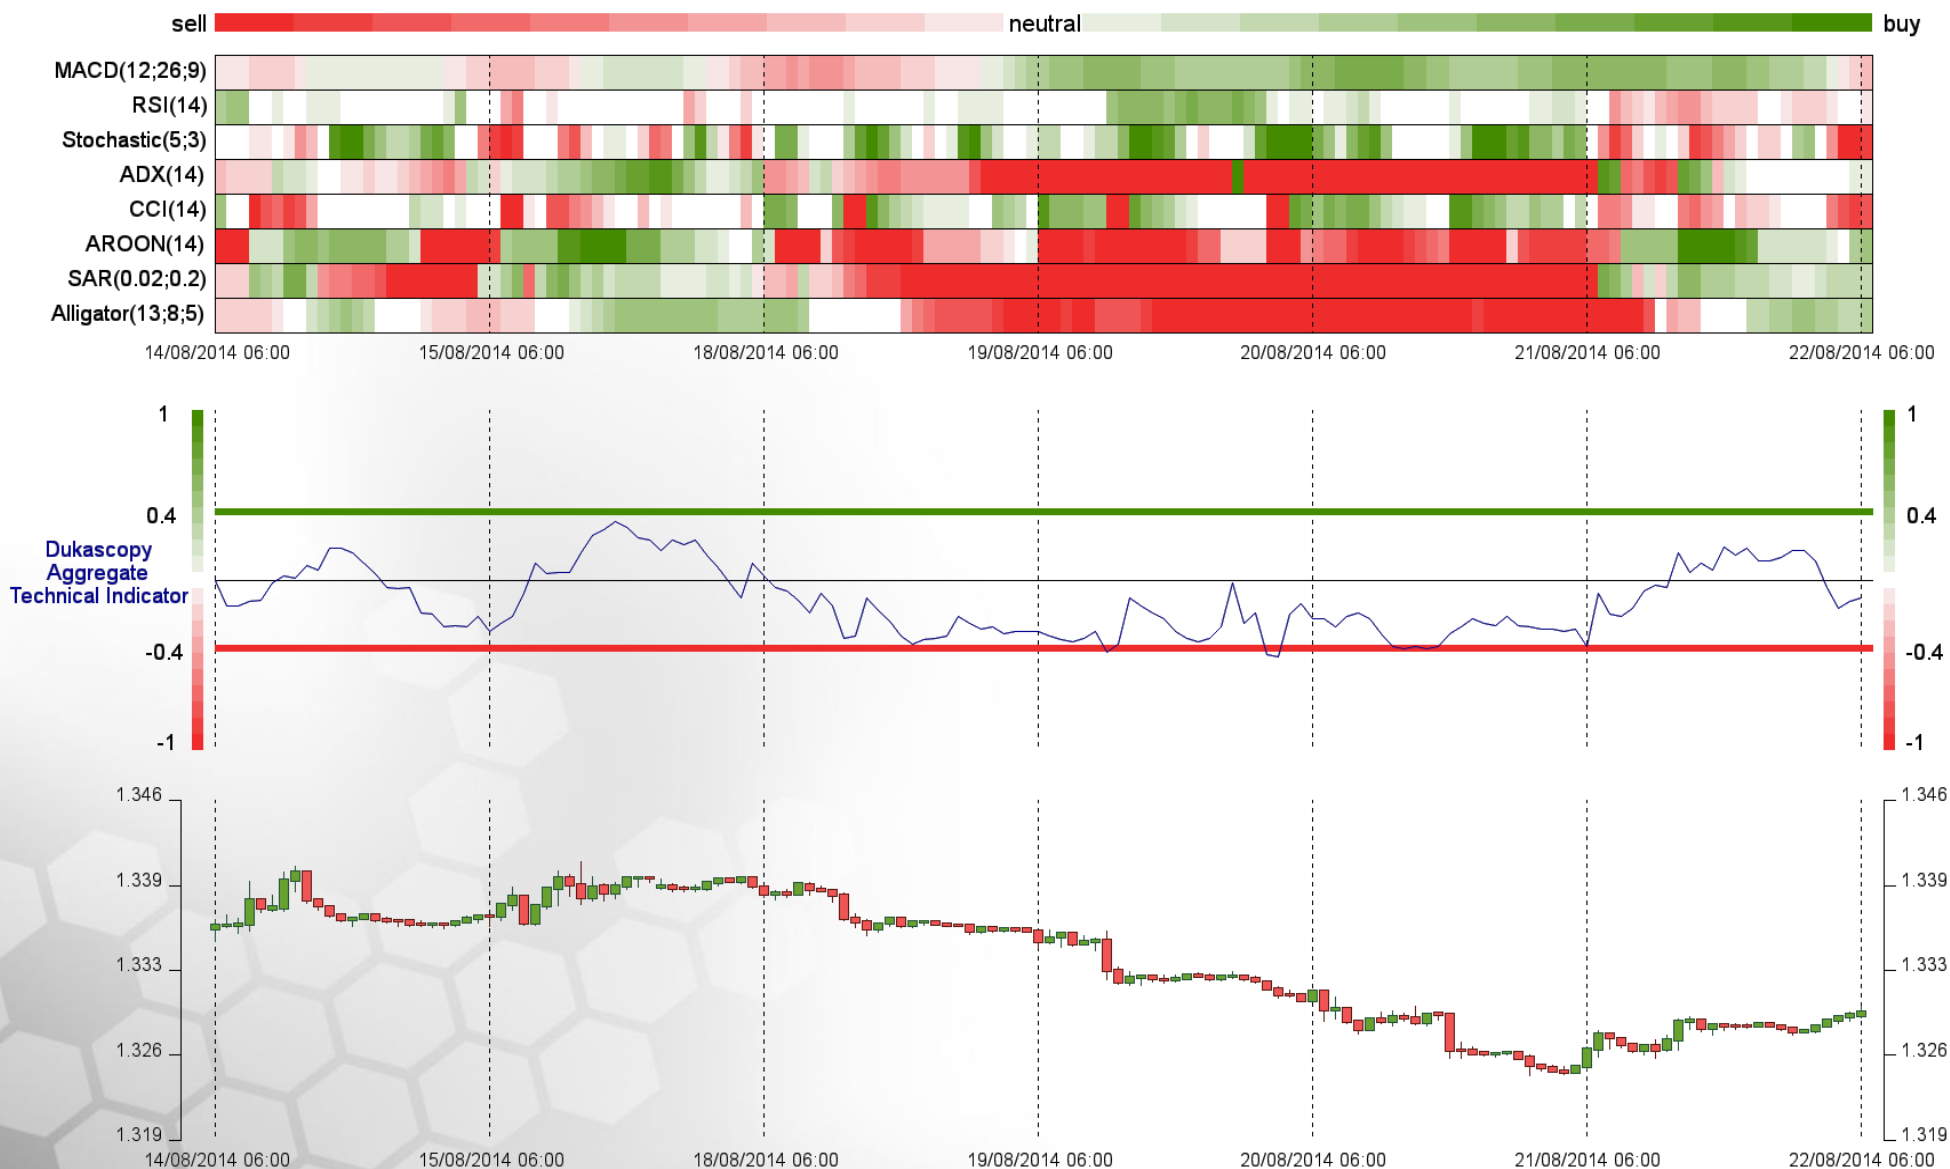 sell neutral buy
MACD(12;26;9)
RSI(14)
Stochastic(5;3)
ADX(14)
CCI(14)
AROON(14)
SAR(0.02;0.2)
Alligator(13;8;5)
14/08/2014 06:00 15/08/2014 06:00 18/08/2014 06:00 19/08/2014 06:00 20/08/2014 06:00 21/08/2014 06:00 22/08/2014 06:00
1 1
0.4 0.4
Dukascopy
Aggregate
Technical Indicator
-0.4 -0.4
-1 -1
1.346 1.346
1.339 1.339
1.333 1.333
1.326 1.326
1.319 1.319
14/08/2014 06:00 15/08/2014 06:00 18/08/2014 06:00 19/08/2014 06:00 20/08/2014 06:00 21/08/2014 06:00 22/08/2014 06:00